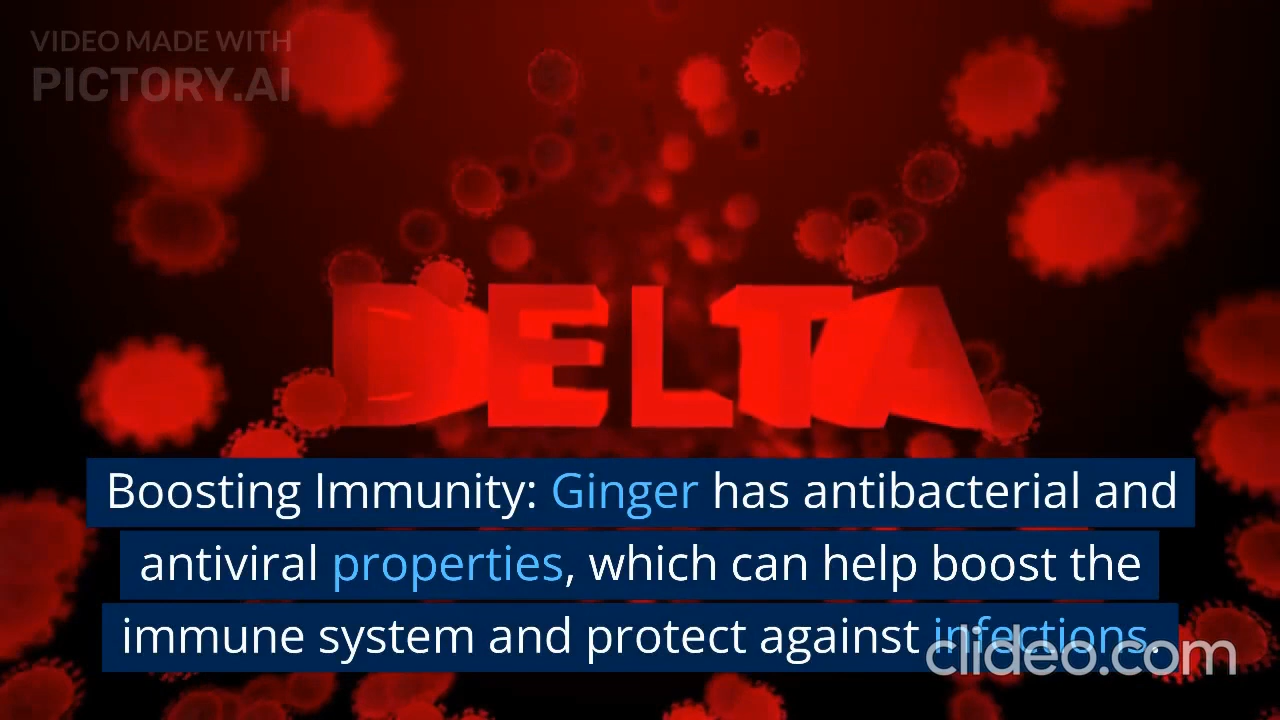 VIDEO MADE WITH
PICTORY.AI
DELTA
Boosting Immunity: Ginger has antibacterial and
antiviral properties, which can help boost the
immune system and protect against infections.
clideo.com